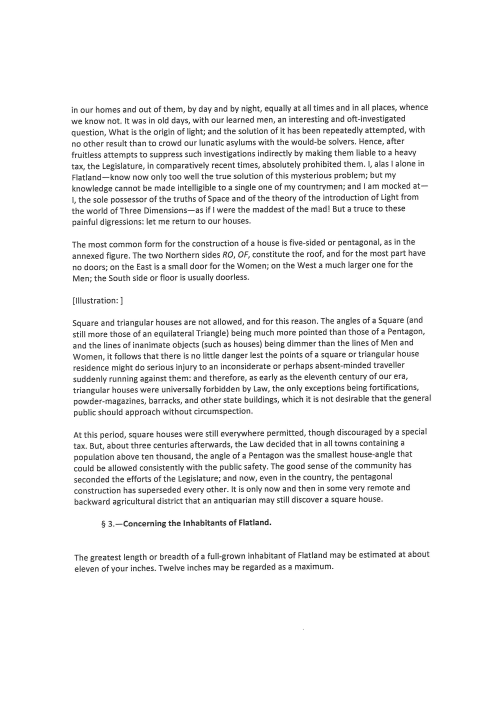 in our homes and out of them, by day and by night, equally at all times and in all places, whence
we know not. It was in old days, with our learned men, an interesting and oft-investigated
question, What is the origin of light; and the solution of it has been repeatedly attempted, with
no other result than to crowd our lunatic asylums with the would-be solvers. Hence, after
fruitless attempts to suppress such investigations indirectly by making them liable to a heavy
tax, the Legislature, in comparatively recent times, absolutely prohibited them. I, alas I alone in
Flatland—know now only too well the true solution of this mysterious problem; but my
knowledge cannot be made intelligible to a single one of my countrymen; and I am mocked at—
I, the sole possessor of the truths of Space and of the theory of the introduction of Light from
the world of Three Dimensions—as if I were the maddest of the mad! But a truce to these
painful digressions: let me return to our houses.
The most common form for the construction of a house is five-sided or pentagonal, as in the
annexed figure. The two Northern sides RO, OF, constitute the roof, and for the most part have
no doors; on the East is a small door for the Women; on the West a much larger one for the
Men; the South side or floor is usually doorless.
[Illustration: ]
Square and triangular houses are not allowed, and for this reason. The angles of a Square (and
still more those of an equilateral Triangle) being much more pointed than those of a Pentagon,
and the lines of inanimate objects (such as houses) being dimmer than the lines of Men and
Women, it follows that there is no little danger lest the points of a square or triangular house
residence might do serious injury to an inconsiderate or perhaps absent-minded traveller
suddenly running against them: and therefore, as early as the eleventh century of our era,
triangular houses were universally forbidden by Law, the only exceptions being fortifications,
powder-magazines, barracks, and other state buildings, which it is not desirable that the general
public should approach without circumspection.
At this period, square houses were still everywhere permitted, though discouraged by a special
tax. But, about three centuries afterwards, the Law decided that in all towns containing a
population above ten thousand, the angle of a Pentagon was the smallest house-angle that
could be allowed consistently with the public safety. The good sense of the community has
seconded the efforts of the Legislature; and now, even in the country, the pentagonal
construction has superseded every other. It is only now and then in some very remote and
backward agricultural district that an antiquarian may still discover a square house.
§ 3.—Concerning the Inhabitants of Flatland.
The greatest length or breadth of a full-grown inhabitant of Flatland may be estimated at about
eleven of your inches. Twelve inches may be regarded as a maximum.